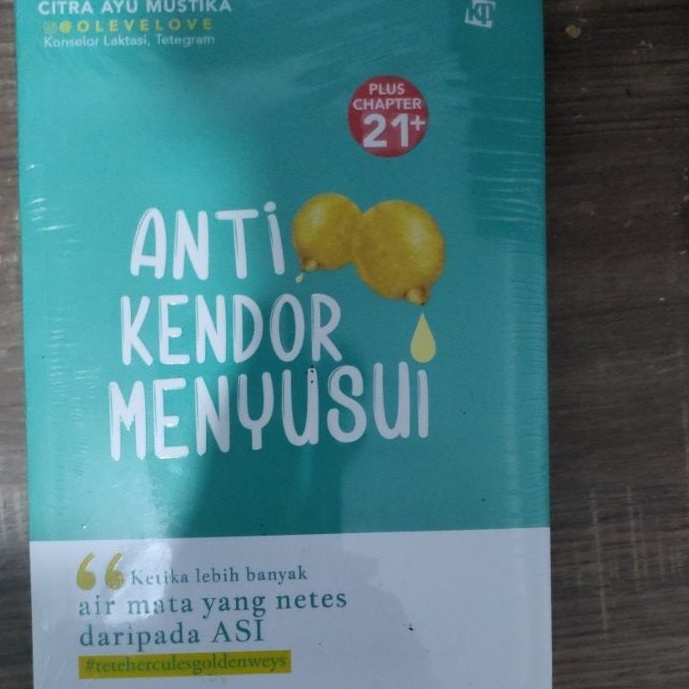 CITRA AYU MUSTIKA
@OLEVELOVE
Konselor Laktasi, Tetegram
KT
PLUS
CHAPTER
21+
ANTI
KENDOR
MENYUSUI
“ Ketika lebih banyak
air mata yang netes
daripada ASI
#teteherculesgoldenweys